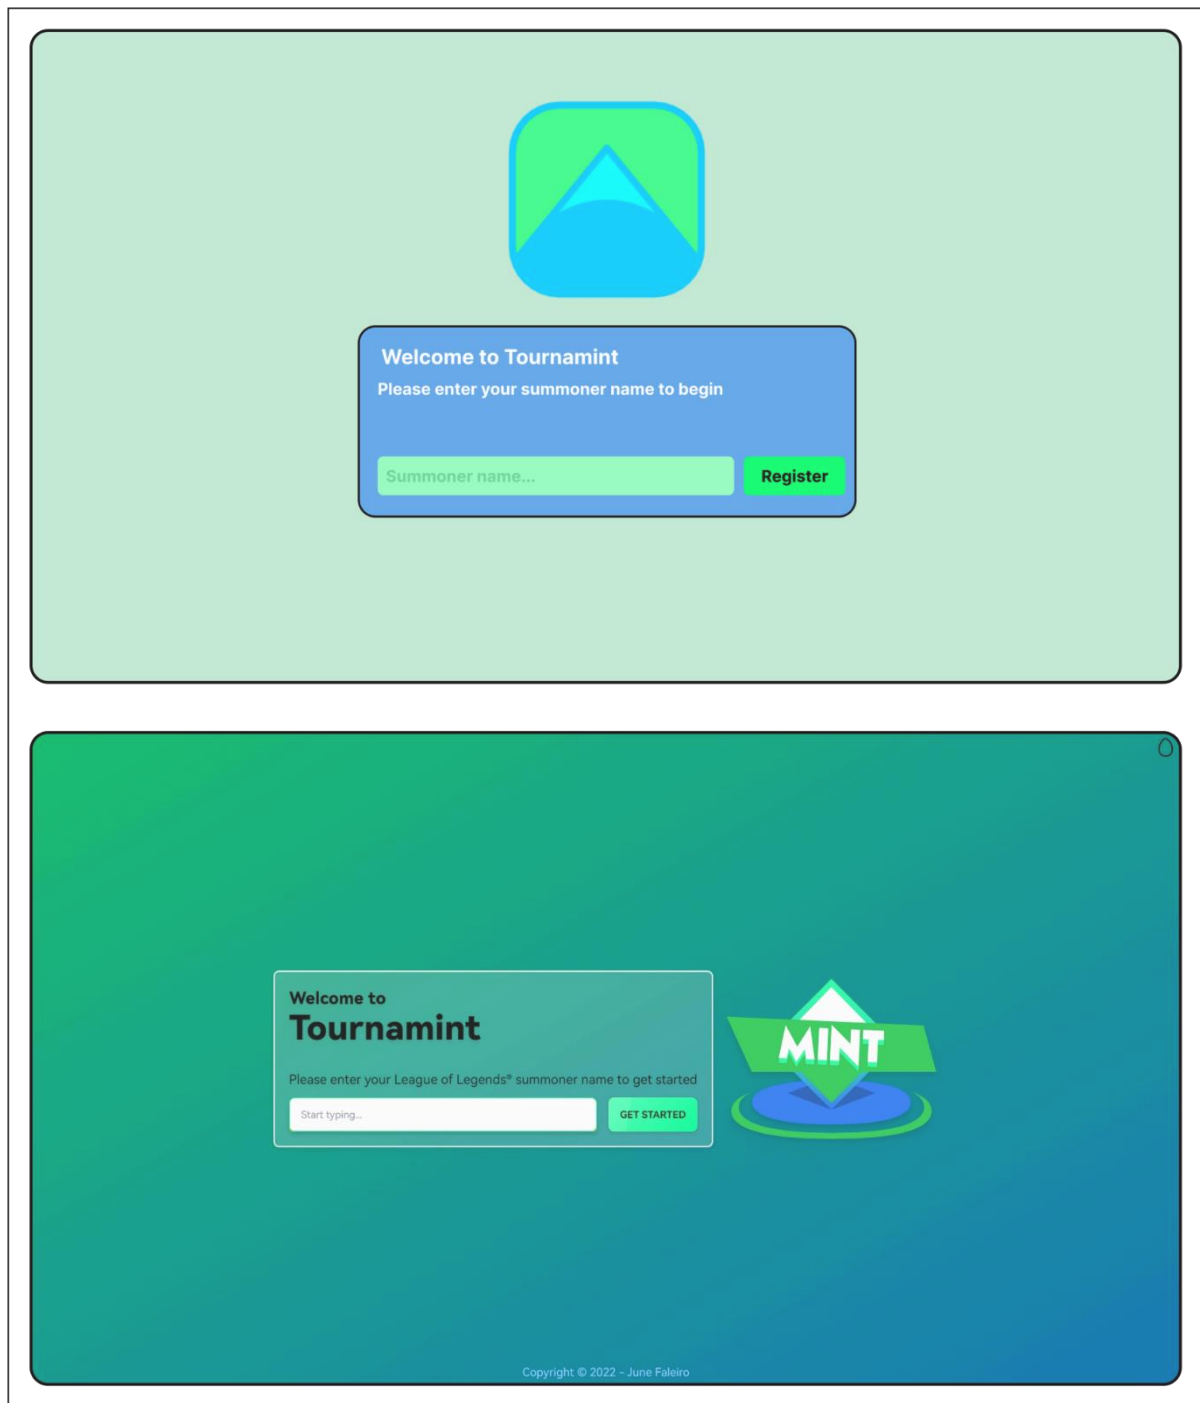 Welcome to Tournamint
Please enter your summoner name to begin
Summoner name...
Register
Welcome to
Tournamint
Please enter your League of Legends® summoner name to get started
Start typing...
GET STARTED
MINT
Copyright © 2022 - June Faleiro